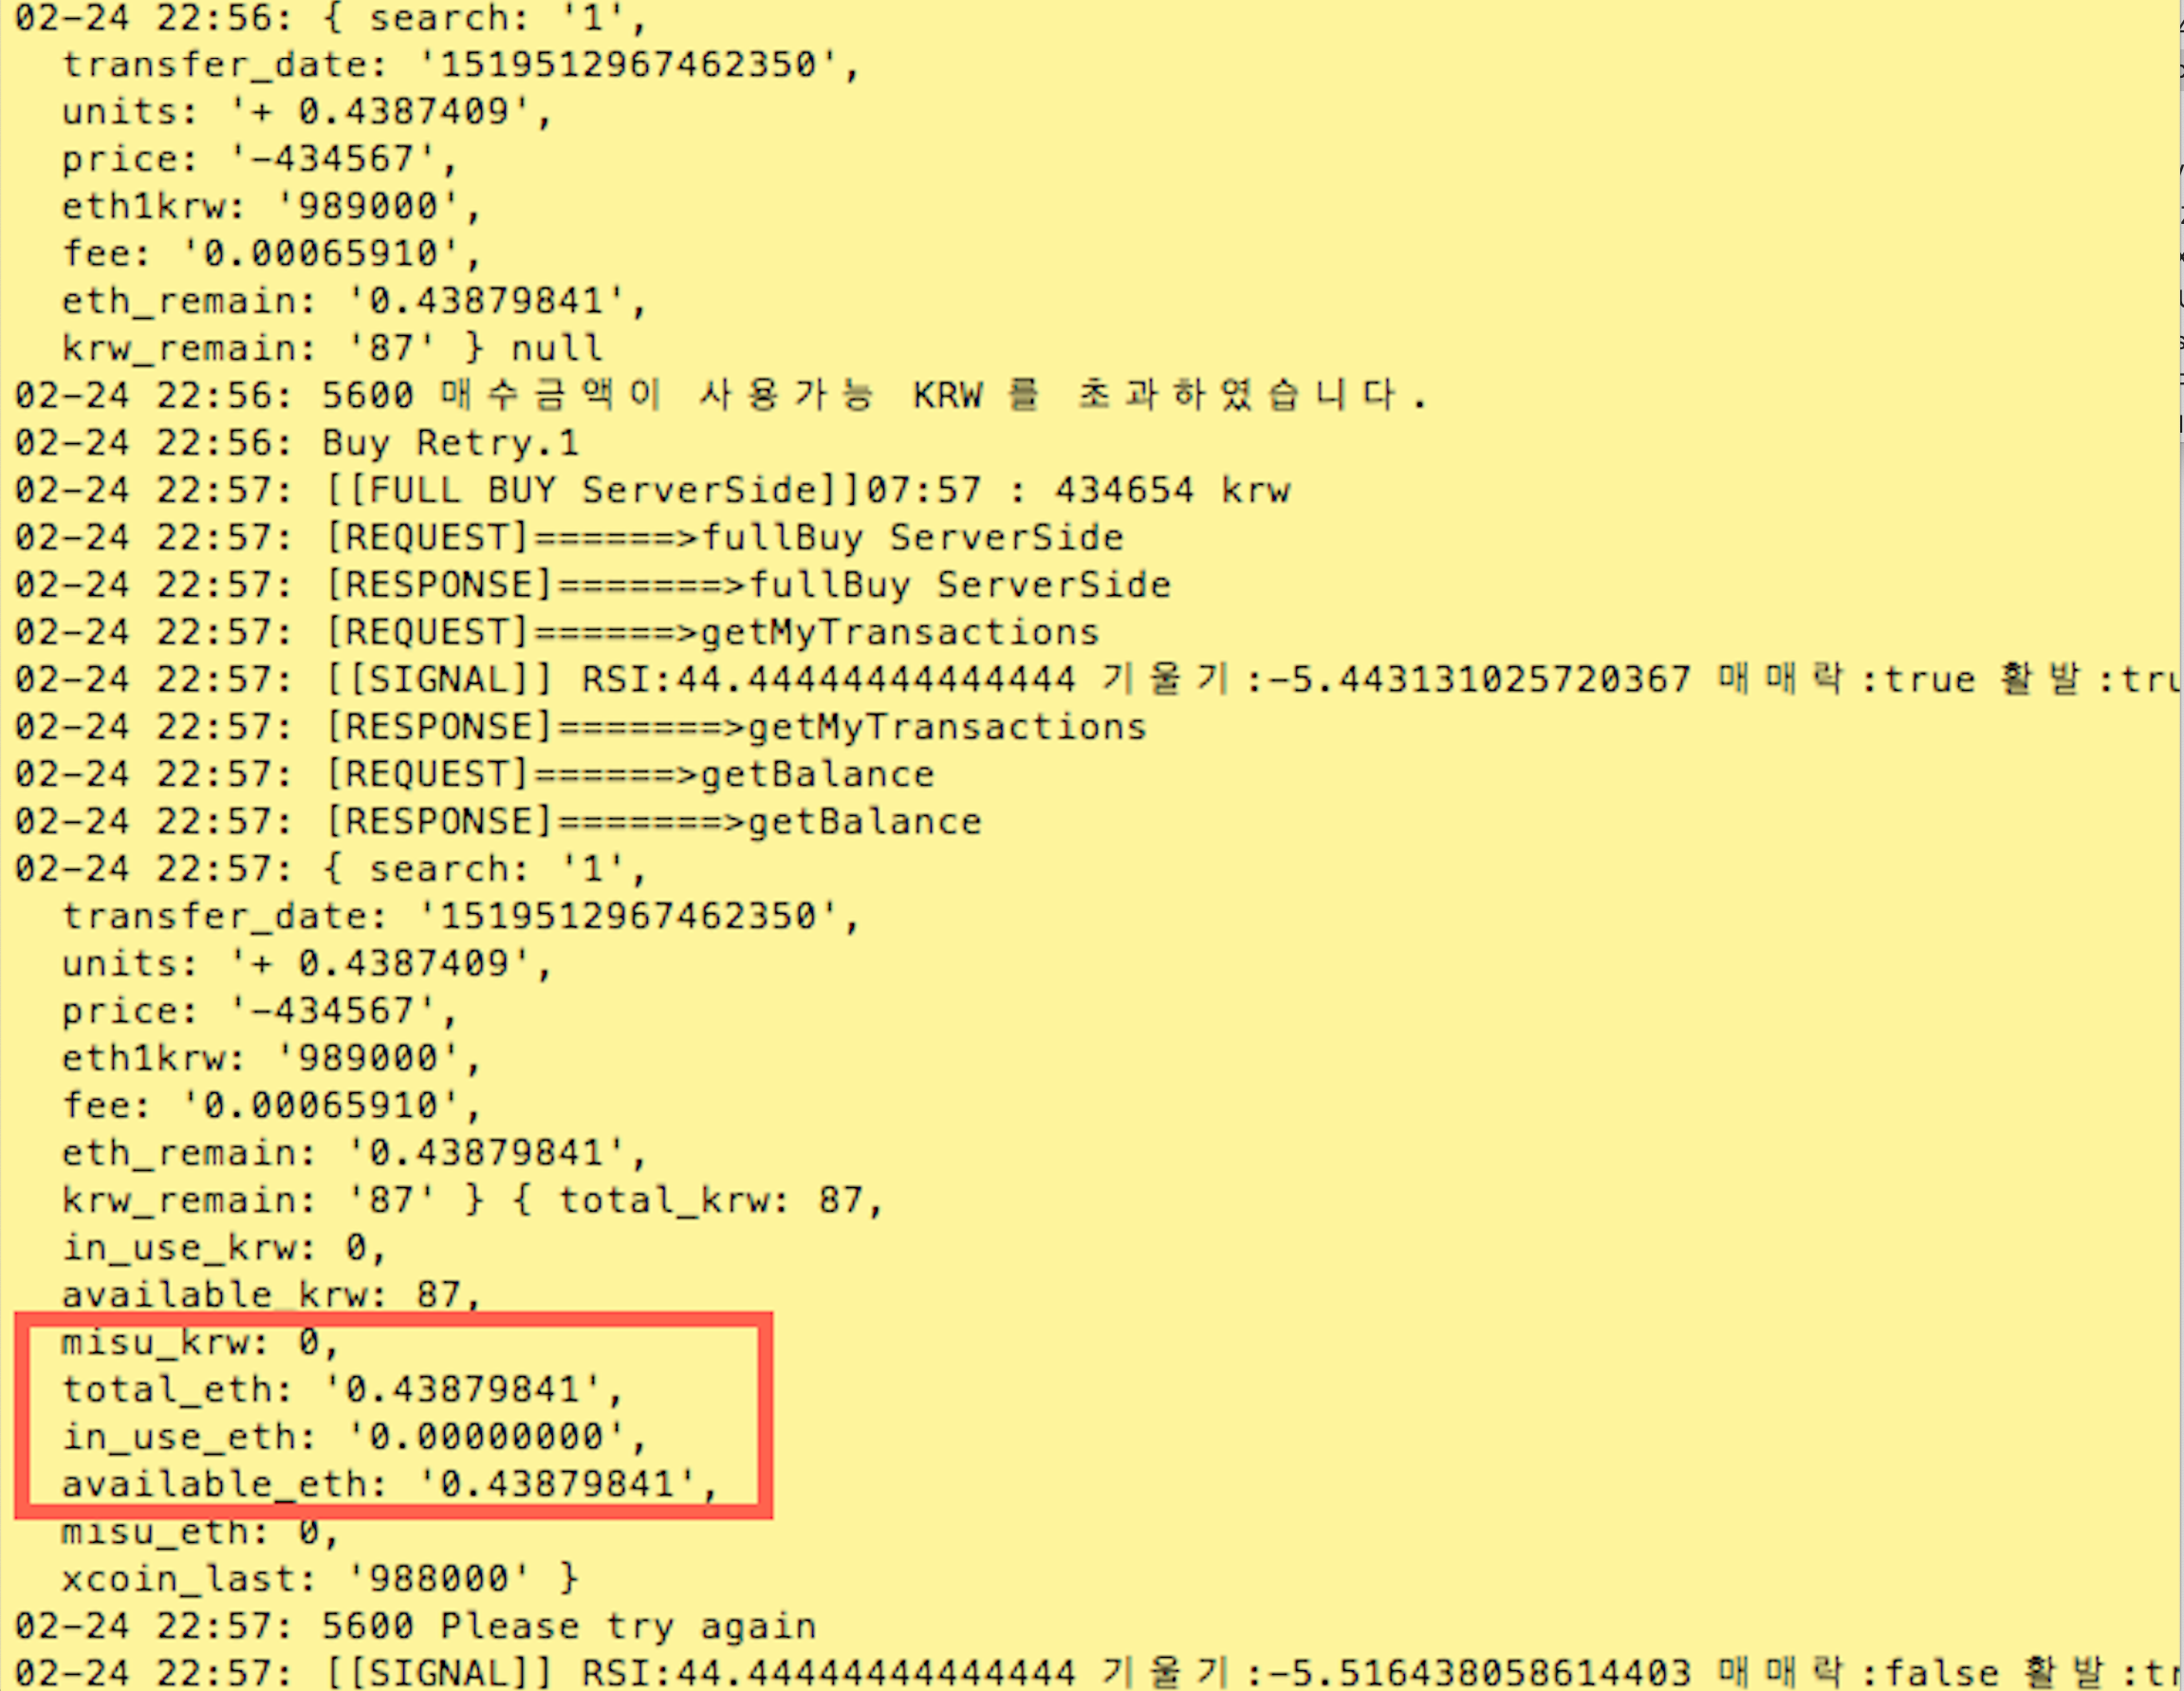 02-24 22:56: { search: '1',
transfer_date: '1519512967462350',
units: '+ 0.4387409',
price: '-434567',
eth1krw: '989000',
fee: '0.00065910',
eth_remain: '0.43879841',
krw_remain: '87' } null
02-24 22:56: 5600 매수금액이 사용가능 KRW 를 초과하였습니다.
02-24 22:56: Buy Retry.1
02-24 22:57: [[FULL BUY ServerSide]]07:57 : 434654 krw
02-24 22:57: [REQUEST]======>fullBuy ServerSide
02-24 22:57: [RESPONSE]=======>fullBuy ServerSide
02-24 22:57: [REQUEST]======>getMyTransactions
02-24 22:57: [[SIGNAL]] RSI:44.44444444444444 기울기:-5.443131025720367 매매락:true 활발:tru
02-24 22:57: [RESPONSE]=======>getMyTransactions
02-24 22:57: [REQUEST]======>getBalance
02-24 22:57: [RESPONSE]=======>getBalance
02-24 22:57: { search: '1',
transfer_date: '1519512967462350',
units: '+ 0.4387409',
price: '-434567',
eth1krw: '989000',
fee: '0.00065910',
eth_remain: '0.43879841',
krw_remain: '87' } { total_krw: 87,
in_use_krw: 0,
available_krw: 87,
misu_krw: 0,
total_eth: '0.43879841',
in_use_eth: '0.00000000',
available_eth: '0.43879841',
misu_eth: 0,
xcoin_last: '988000' }
02-24 22:57: 5600 Please try again
02-24 22:57: [[SIGNAL]] RSI:44.44444444444444 기울기:-5.516438058614403 매매락:false 활발:tr